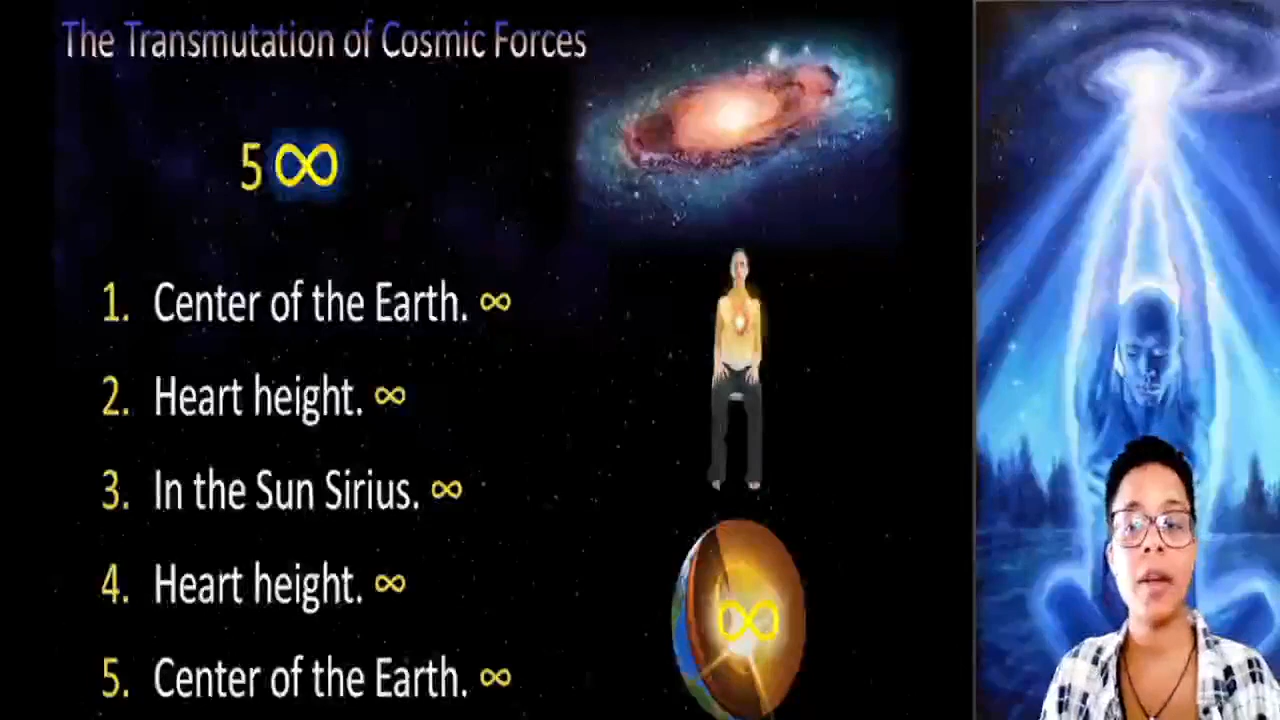 The Transmutation of Cosmic Forces
5 ∞
1. Center of the Earth. ∞
2. Heart height. ∞
3. In the Sun Sirius. ∞
4. Heart height. ∞
5. Center of the Earth. ∞
∞